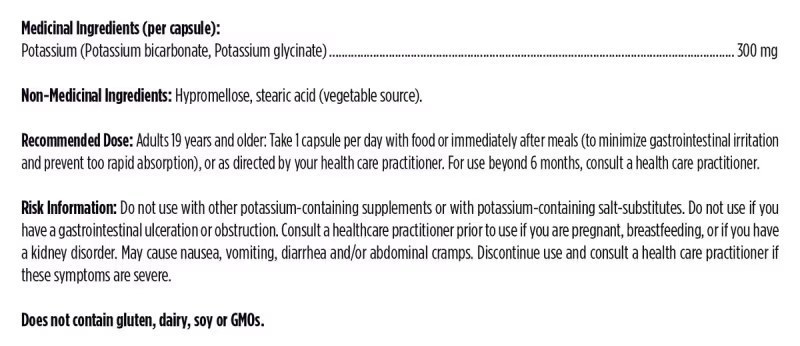 Medicinal Ingredients (per capsule):
Potassium (Potassium bicarbonate, Potassium glycinate)........................................................................................................................ 300 mg
Non-Medicinal Ingredients: Hypromellose, stearic acid (vegetable source).
Recommended Dose: Adults 19 years and older: Take 1 capsule per day with food or immediately after meals (to minimize gastrointestinal irritation
and prevent too rapid absorption), or as directed by your health care practitioner. For use beyond 6 months, consult a health care practitioner.
Risk Information: Do not use with other potassium-containing supplements or with potassium-containing salt-substitutes. Do not use if you
have a gastrointestinal ulceration or obstruction. Consult a healthcare practitioner prior to use if you are pregnant, breastfeeding, or if you have
a kidney disorder. May cause nausea, vomiting, diarrhea and/or abdominal cramps. Discontinue use and consult a health care practitioner if
these symptoms are severe.
Does not contain gluten, dairy, soy or GMOs.